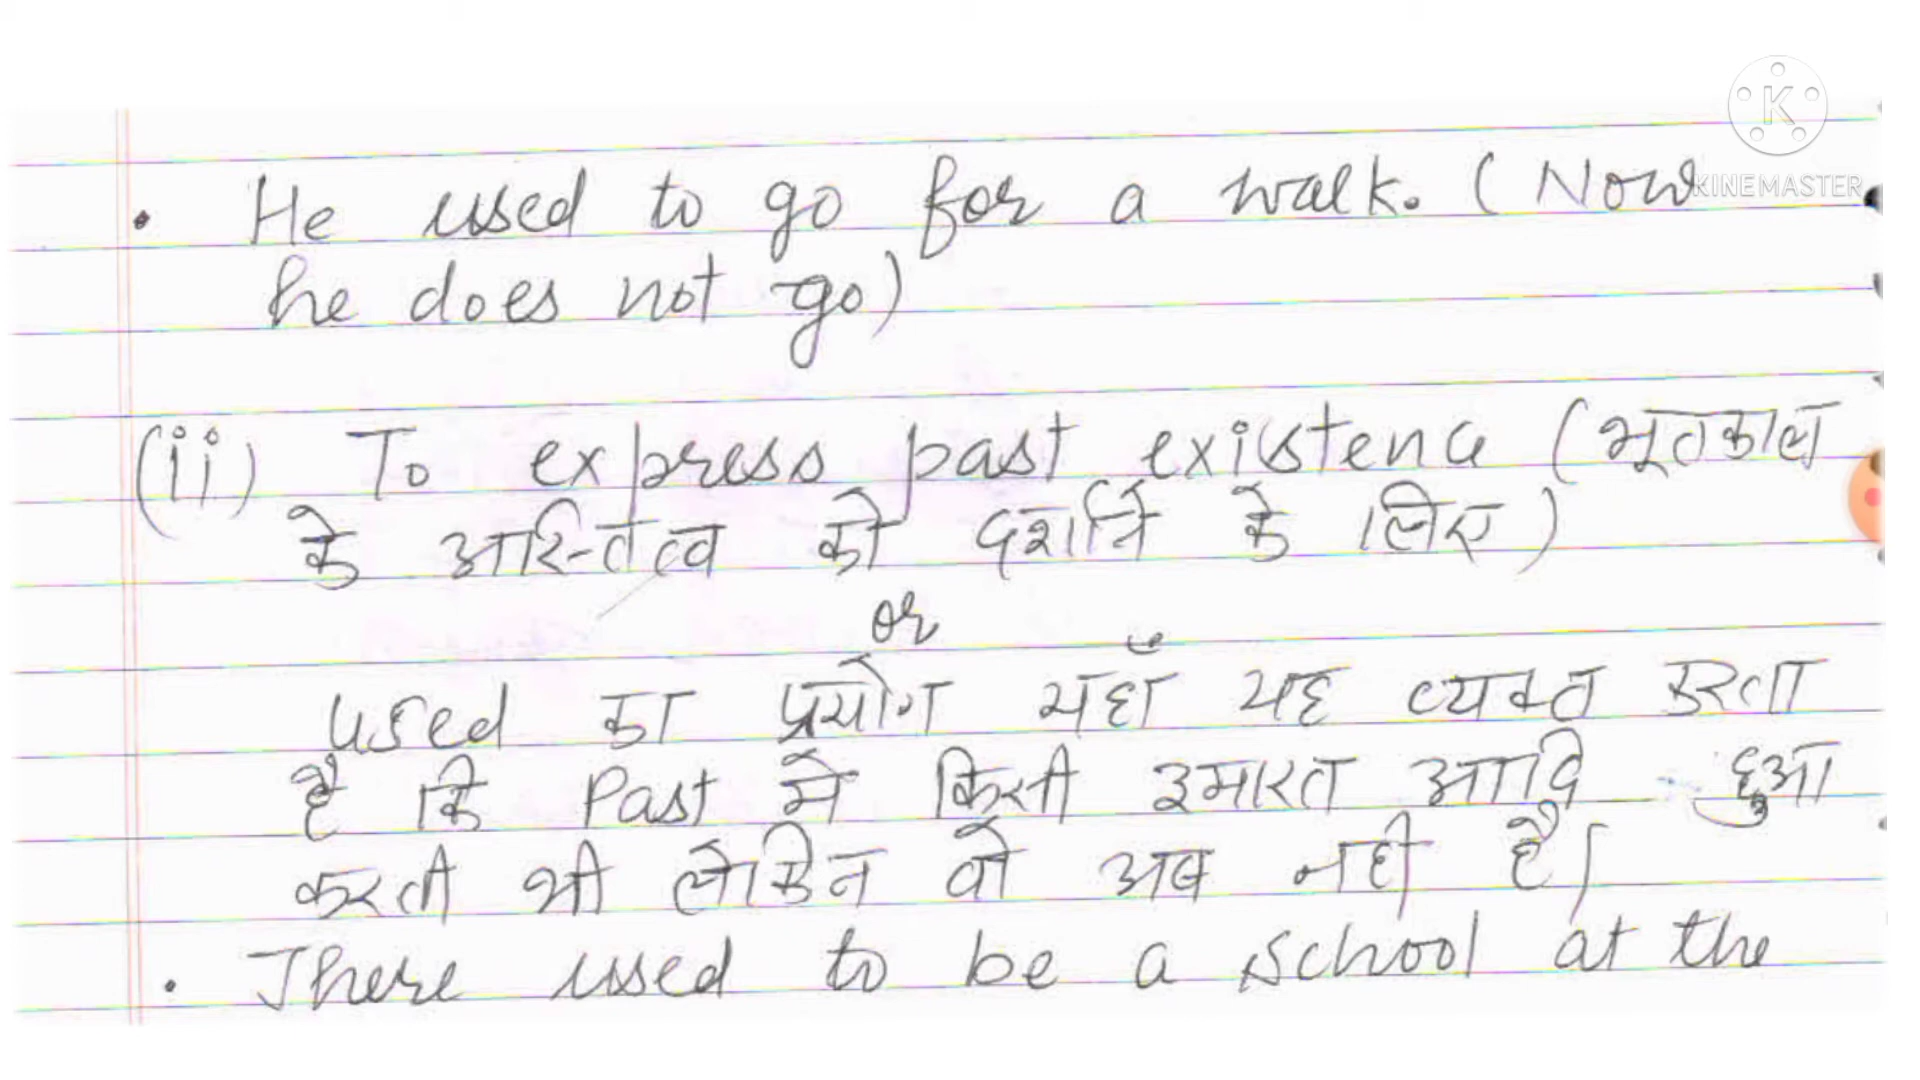 KINEMASTER
• He used to go for a walk. (Now
he does not go)
(ii) To express past existence (भूतकाल
के अस्तित्व को दर्शाने के लिए)
or
used का प्रयोग यहाँ यह व्यक्त करता
है कि Past मे किसी इमारत आदि हुआ
करती थी लेकिन वो अब नही है।
• There used to be a school at the